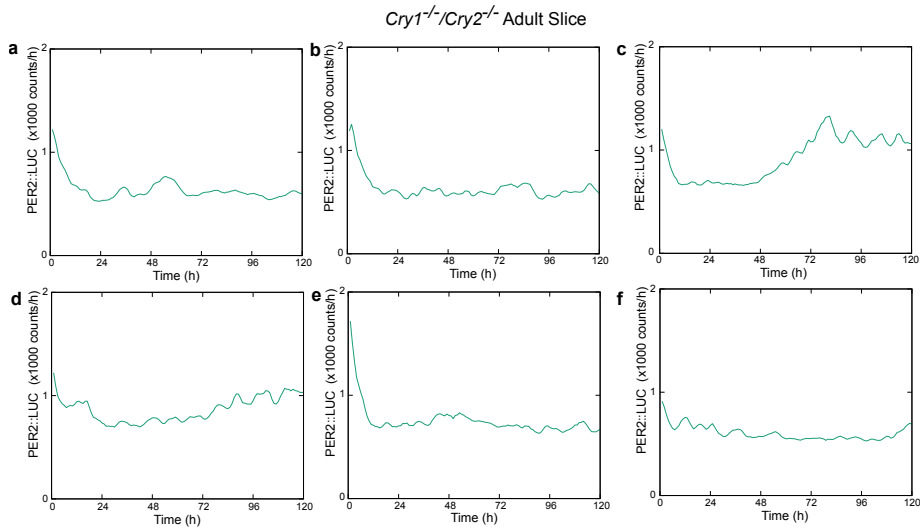 Cry1-/-/Cry2-/- Adult Slice
a
PER2::LUC (x1000 counts/h)
2
1
0
0 24 48 72 96 120
Time (h)
b
PER2::LUC (x1000 counts/h)
2
1
0
0 24 48 72 96 120
Time (h)
c
PER2::LUC (x1000 counts/h)
2
1
0
0 24 48 72 96 120
Time (h)
d
PER2::LUC (x1000 counts/h)
2
1
0
0 24 48 72 96 120
Time (h)
e
PER2::LUC (x1000 counts/h)
2
1
0
0 24 48 72 96 120
Time (h)
f
PER2::LUC (x1000 counts/h)
2
1
0
0 24 48 72 96 120
Time (h)